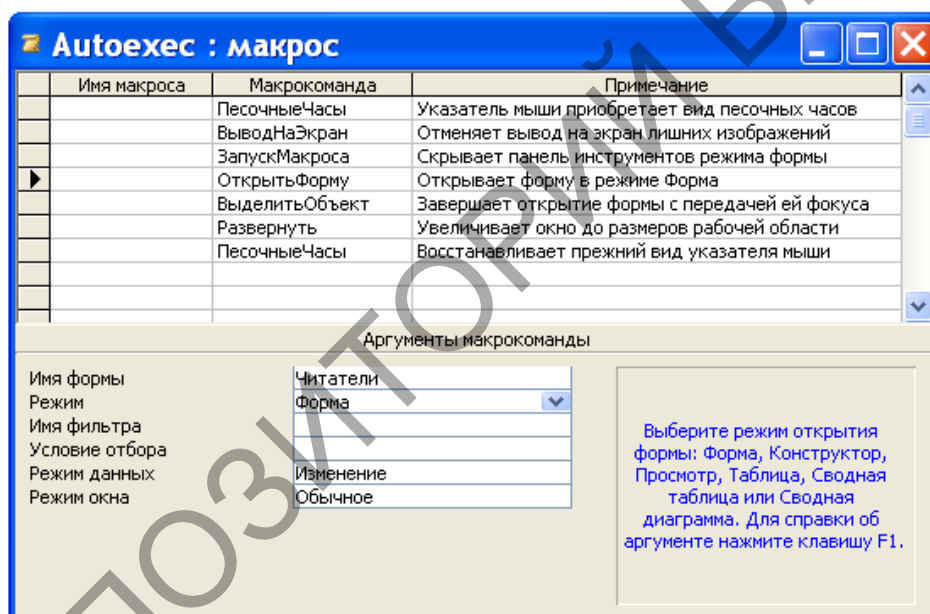 Autoexec : макрос
Имя макроса Макрокоманда Примечание
ПесочныеЧасы Указатель мыши приобретает вид песочных часов
ВыводНаЭкран Отменяет вывод на экран лишних изображений
ЗапускМакроса Скрывает панель инструментов режима формы
ОткрытьФорму Открывает форму в режиме Форма
ВыделитьОбъект Завершает открытие формы с передачей ей фокуса
Развернуть Увеличивает окно до размеров рабочей области
ПесочныеЧасы Восстанавливает прежний вид указателя мыши
Аргументы макрокоманды
Имя формы Читатели
Режим Форма
Имя фильтра
Условие отбора
Режим данных Изменение
Режим окна Обычное
Выберите режим открытия
формы: Форма, Конструктор,
Просмотр, Таблица, Сводная
таблица или Сводная
диаграмма. Для справки об
аргументе нажмите клавишу F1.